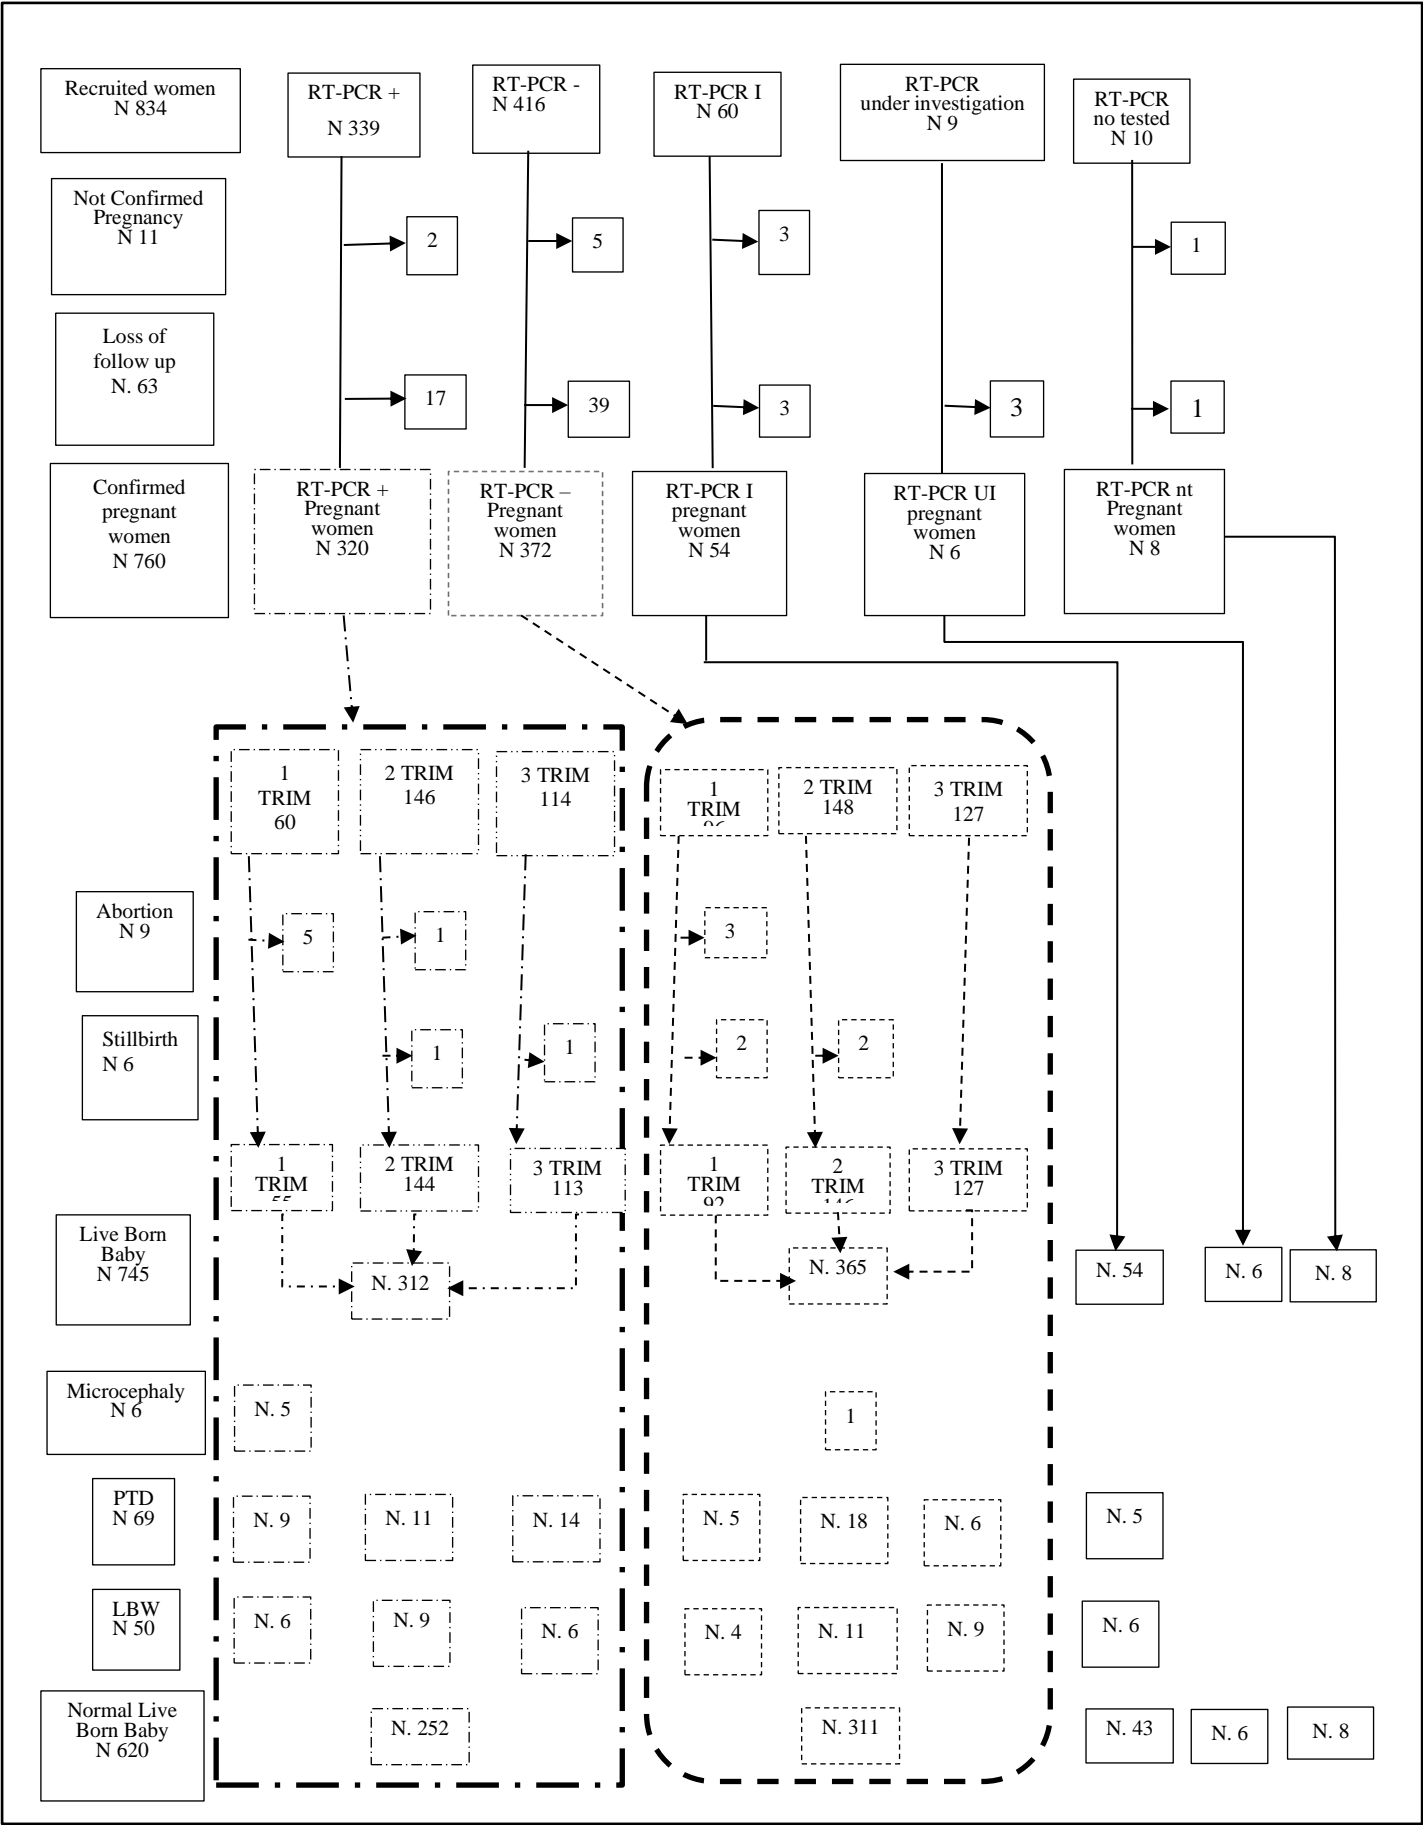 Recruited women
N 834
RT-PCR +
N 339
RT-PCR -
N 416
RT-PCR I
N 60
RT-PCR
under investigation
N 9
RT-PCR
no tested
N 10
Not Confirmed
Pregnancy
N 11
2
5
3
1
Loss of
follow up
N. 63
17
39
3
3
1
Confirmed
pregnant
women
N 760
RT-PCR +
Pregnant
women
N 320
RT-PCR –
Pregnant
women
N 372
RT-PCR I
pregnant
women
N 54
RT-PCR UI
pregnant
women
N 6
RT-PCR nt
Pregnant
women
N 8
1
TRIM
60
2 TRIM
146
3 TRIM
114
1
TRIM
2 TRIM
148
3 TRIM
127
Abortion
N 9
5
1
3
Stillbirth
N 6
1
1
2
2
1
TRIM
2 TRIM
144
3 TRIM
113
1
TRIM
92
2
TRIM
3 TRIM
127
Live Born
Baby
N 745
N. 312
N. 365
N. 54
N. 6
N. 8
Microcephaly
N 6
N. 5
1
PTD
N 69
N. 9
N. 11
N. 14
N. 5
N. 18
N. 6
N. 5
LBW
N 50
N. 6
N. 9
N. 6
N. 4
N. 11
N. 9
N. 6
Normal Live
Born Baby
N 620
N. 252
N. 311
N. 43
N. 6
N. 8